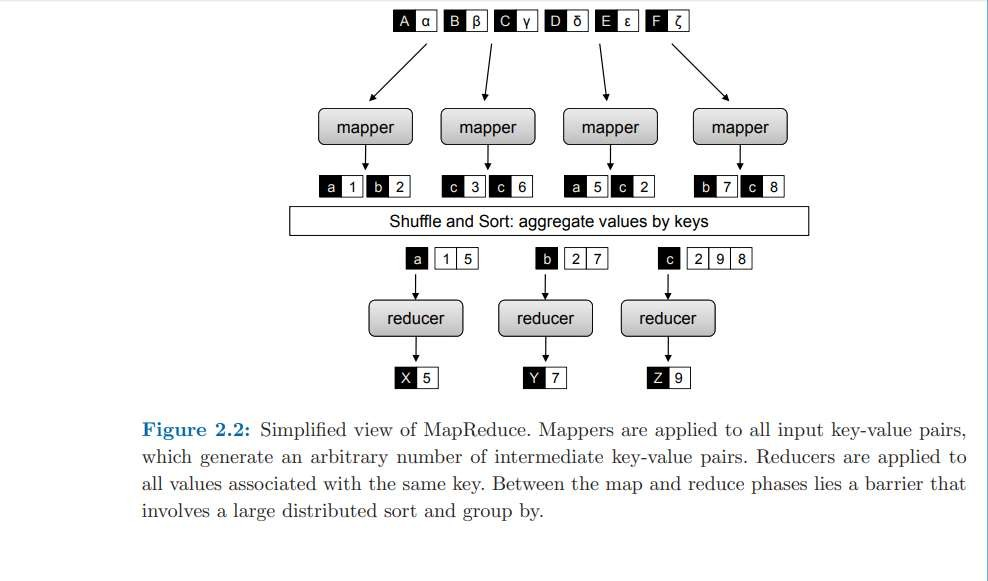 A α B β C γ D δ E ε F ζ
mapper mapper mapper mapper
a 1 b 2 c 3 c 6 a 5 c 2 b 7 c 8
Shuffle and Sort: aggregate values by keys
a 1 5 b 2 7 c 2 9 8
reducer reducer reducer
X 5 Y 7 Z 9
Figure 2.2: Simplified view of MapReduce. Mappers are applied to all input key-value pairs,
which generate an arbitrary number of intermediate key-value pairs. Reducers are applied to
all values associated with the same key. Between the map and reduce phases lies a barrier that
involves a large distributed sort and group by.